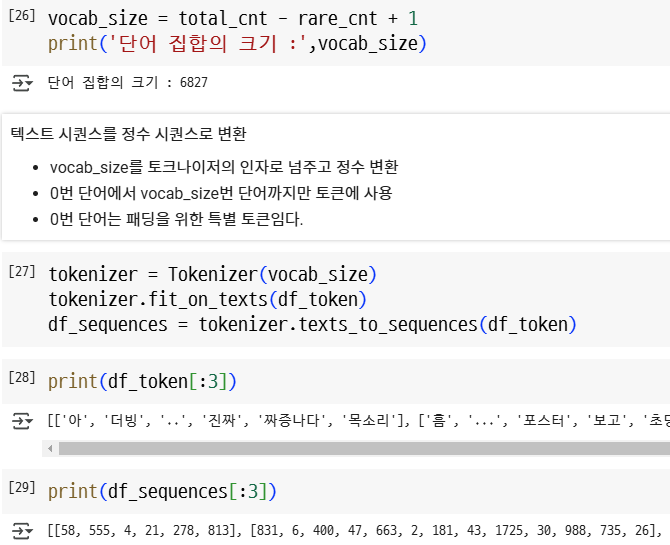 [26] vocab_size = total_cnt - rare_cnt + 1
print('단어 집합의 크기 :',vocab_size)
단어 집합의 크기 : 6827
텍스트 시퀀스를 정수 시퀀스로 변환
• vocab_size를 토크나이저의 인자로 넘주고 정수 변환
• 0번 단어에서 vocab_size번 단어까지만 토큰에 사용
• 0번 단어는 패딩을 위한 특별 토큰임다.
[27] tokenizer = Tokenizer(vocab_size)
tokenizer.fit_on_texts(df_token)
df_sequences = tokenizer.texts_to_sequences(df_token)
[28] print(df_token[:3])
[['아', '더빙', '..', '진짜', '짜증나다', '목소리'], ['흠', '...', '포스터', '보고', '초딩
[29] print(df_sequences[:3])
[[58, 555, 4, 21, 278, 813], [831, 6, 400, 47, 663, 2, 181, 43, 1725, 30, 988, 735, 26],